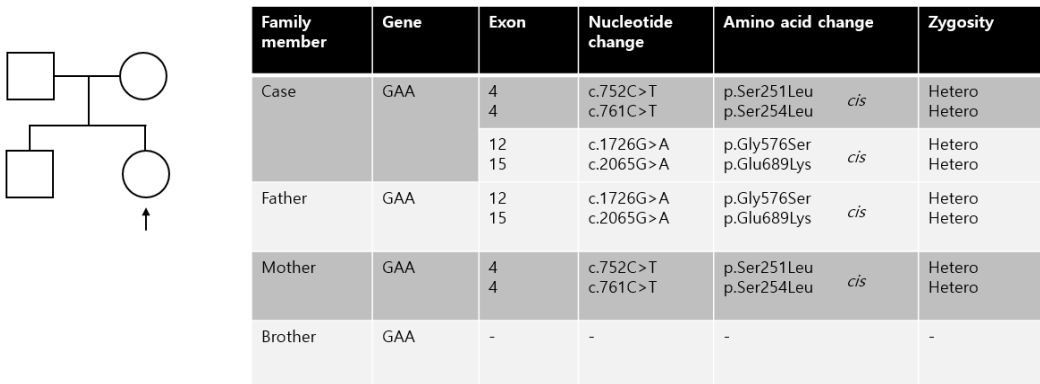 Family member Gene Exon Nucleotide change Amino acid change Zygosity
Case GAA 4 c.752C>T p.Ser251Leu cis Hetero
4 c.761C>T p.Ser254Leu Hetero
12 c.1726G>A p.Gly576Ser cis Hetero
15 c.2065G>A p.Glu689Lys Hetero
Father GAA 12 c.1726G>A p.Gly576Ser cis Hetero
15 c.2065G>A p.Glu689Lys Hetero
Mother GAA 4 c.752C>T p.Ser251Leu cis Hetero
4 c.761C>T p.Ser254Leu Hetero
Brother GAA - - - -